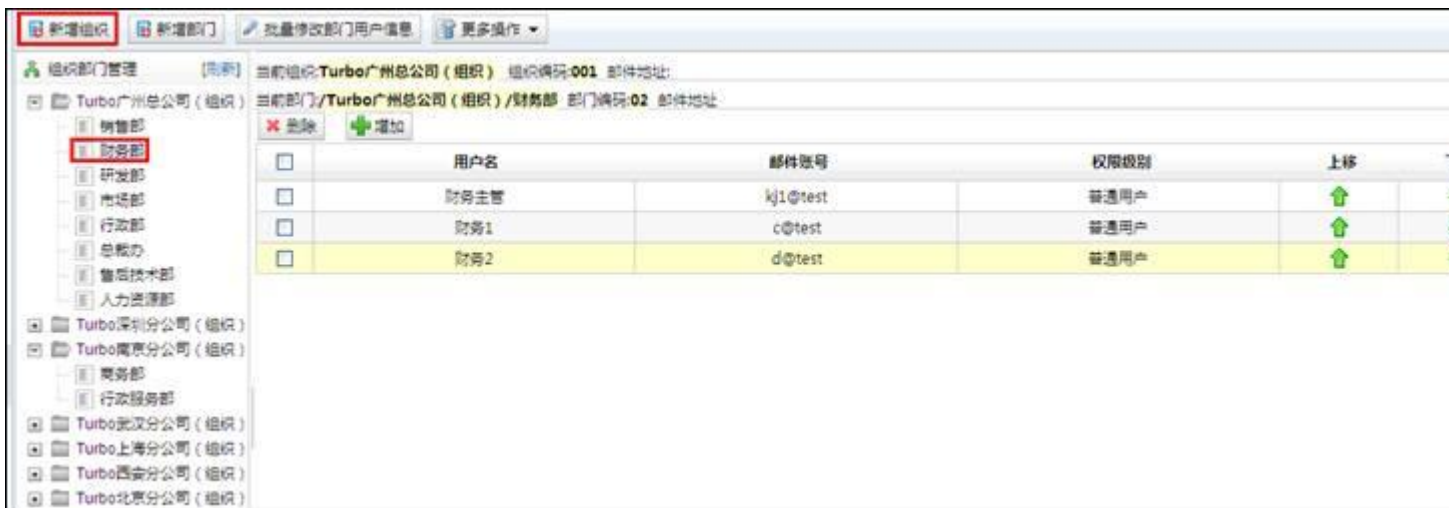 新增组织 新增部门 批量修改部门用户信息 更多操作
组织部门管理 [刷新]
Turbo广州总公司（组织）
销售部
财务部
研发部
市场部
行政部
总裁办
售后技术部
人力资源部
Turbo深圳分公司（组织）
Turbo南京分公司（组织）
商务部
行政服务部
Turbo武汉分公司（组织）
Turbo上海分公司（组织）
Turbo西安分公司（组织）
Turbo北京分公司（组织）
当前组织:Turbo广州总公司（组织） 组织编码:001 邮件地址:
当前部门:/Turbo广州总公司（组织）/财务部 部门编码:02 邮件地址
删除 增加
用户名 邮件账号 权限级别 上移
财务主管 kj1@test 普通用户
财务1 c@test 普通用户
财务2 d@test 普通用户